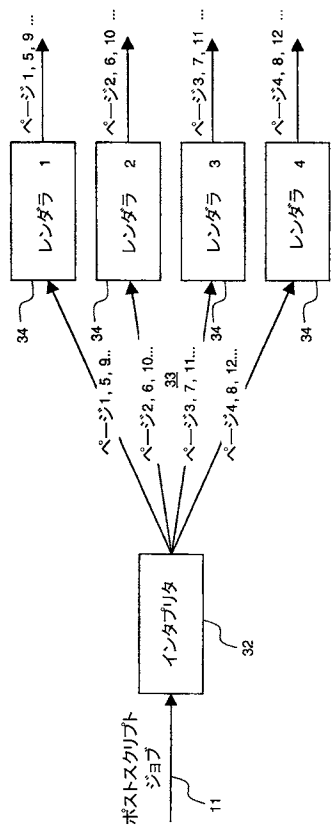 ポストスクリプト
ジョブ
11
インタプリタ
32
ページ1, 5, 9...
ページ2, 6, 10...
33
ページ3, 7, 11...
ページ4, 8, 12...
34
レンダラ 1
ページ1, 5, 9 ...
34
レンダラ 2
ページ2, 6, 10 ...
34
レンダラ 3
ページ3, 7, 11 ...
34
レンダラ 4
ページ4, 8, 12 ...